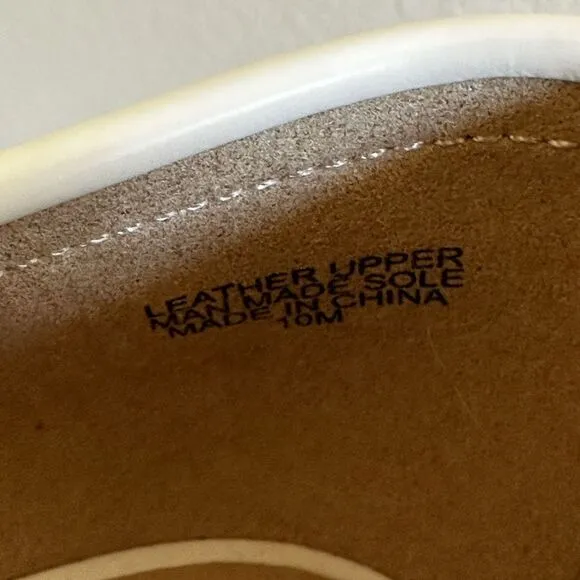 LEATHER UPPER
MAN MADE SOLE
MADE IN CHINA
10M